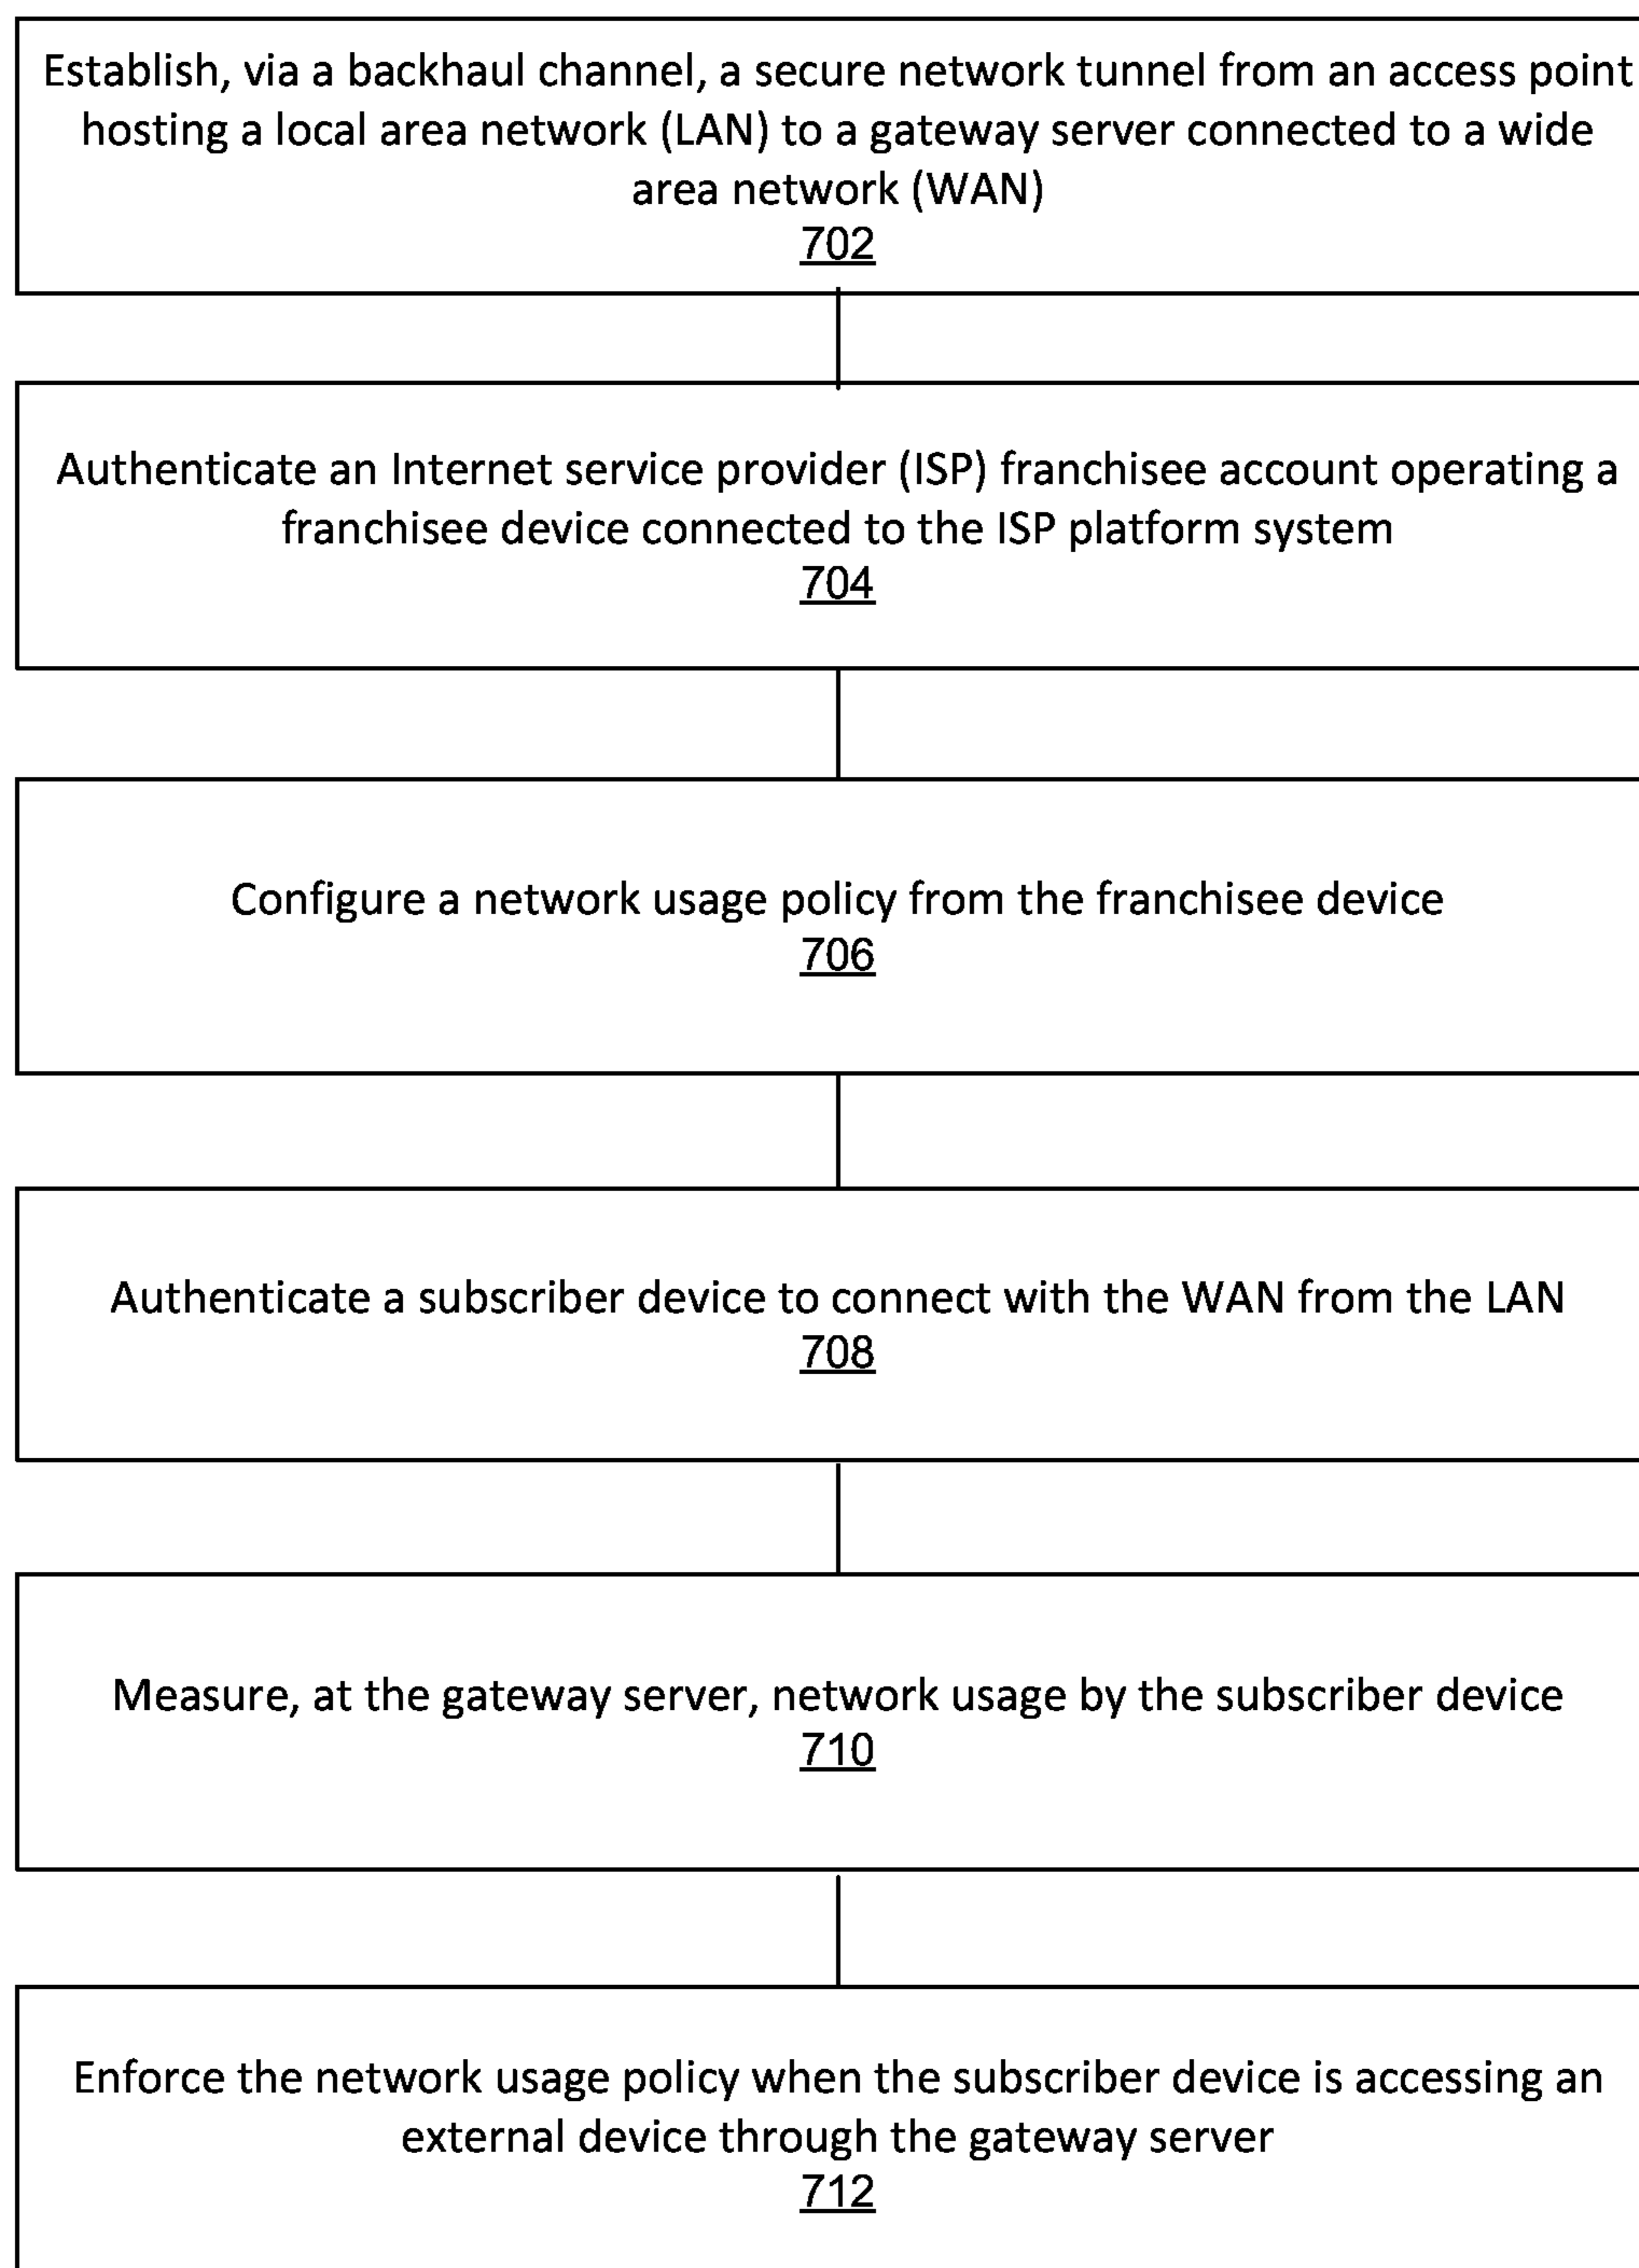 Establish, via a backhaul channel, a secure network tunnel from an access point
hosting a local area network (LAN) to a gateway server connected to a wide
area network (WAN)
702
Authenticate an Internet service provider (ISP) franchisee account operating a
franchisee device connected to the ISP platform system
704
Configure a network usage policy from the franchisee device
706
Authenticate a subscriber device to connect with the WAN from the LAN
708
Measure, at the gateway server, network usage by the subscriber device
710
Enforce the network usage policy when the subscriber device is accessing an
external device through the gateway server
712